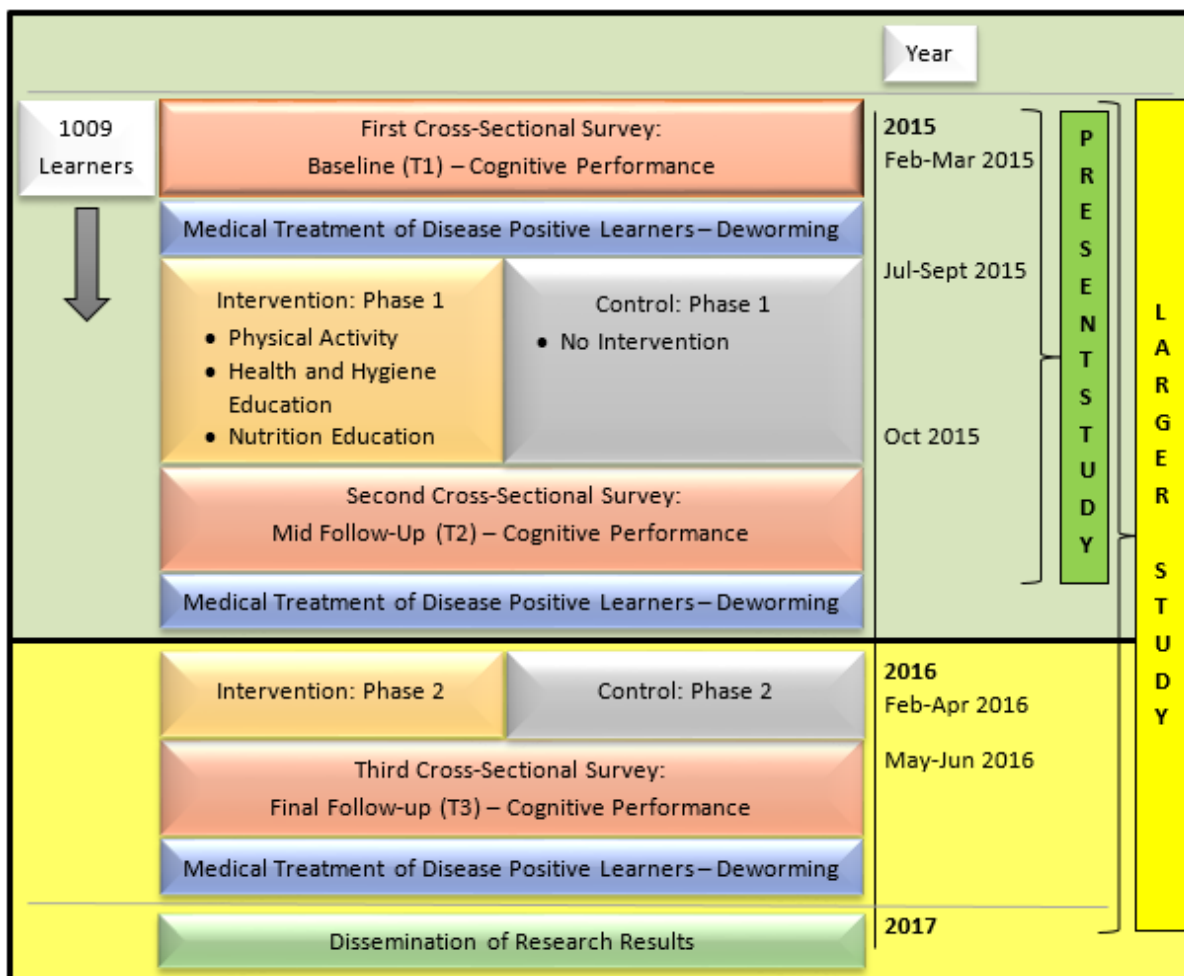 Year
1009
Learners
First Cross-Sectional Survey:
Baseline (T1) – Cognitive Performance
2015
Feb-Mar 2015
Medical Treatment of Disease Positive Learners – Deworming
Intervention: Phase 1
• Physical Activity
• Health and Hygiene
Education
• Nutrition Education
Control: Phase 1
• No Intervention
Jul-Sept 2015
Oct 2015
Second Cross-Sectional Survey:
Mid Follow-Up (T2) – Cognitive Performance
Medical Treatment of Disease Positive Learners – Deworming
PRESENT STUDY
LARGER STUDY
Intervention: Phase 2
Control: Phase 2
2016
Feb-Apr 2016
May-Jun 2016
Third Cross-Sectional Survey:
Final Follow-up (T3) – Cognitive Performance
Medical Treatment of Disease Positive Learners – Deworming
2017
Dissemination of Research Results